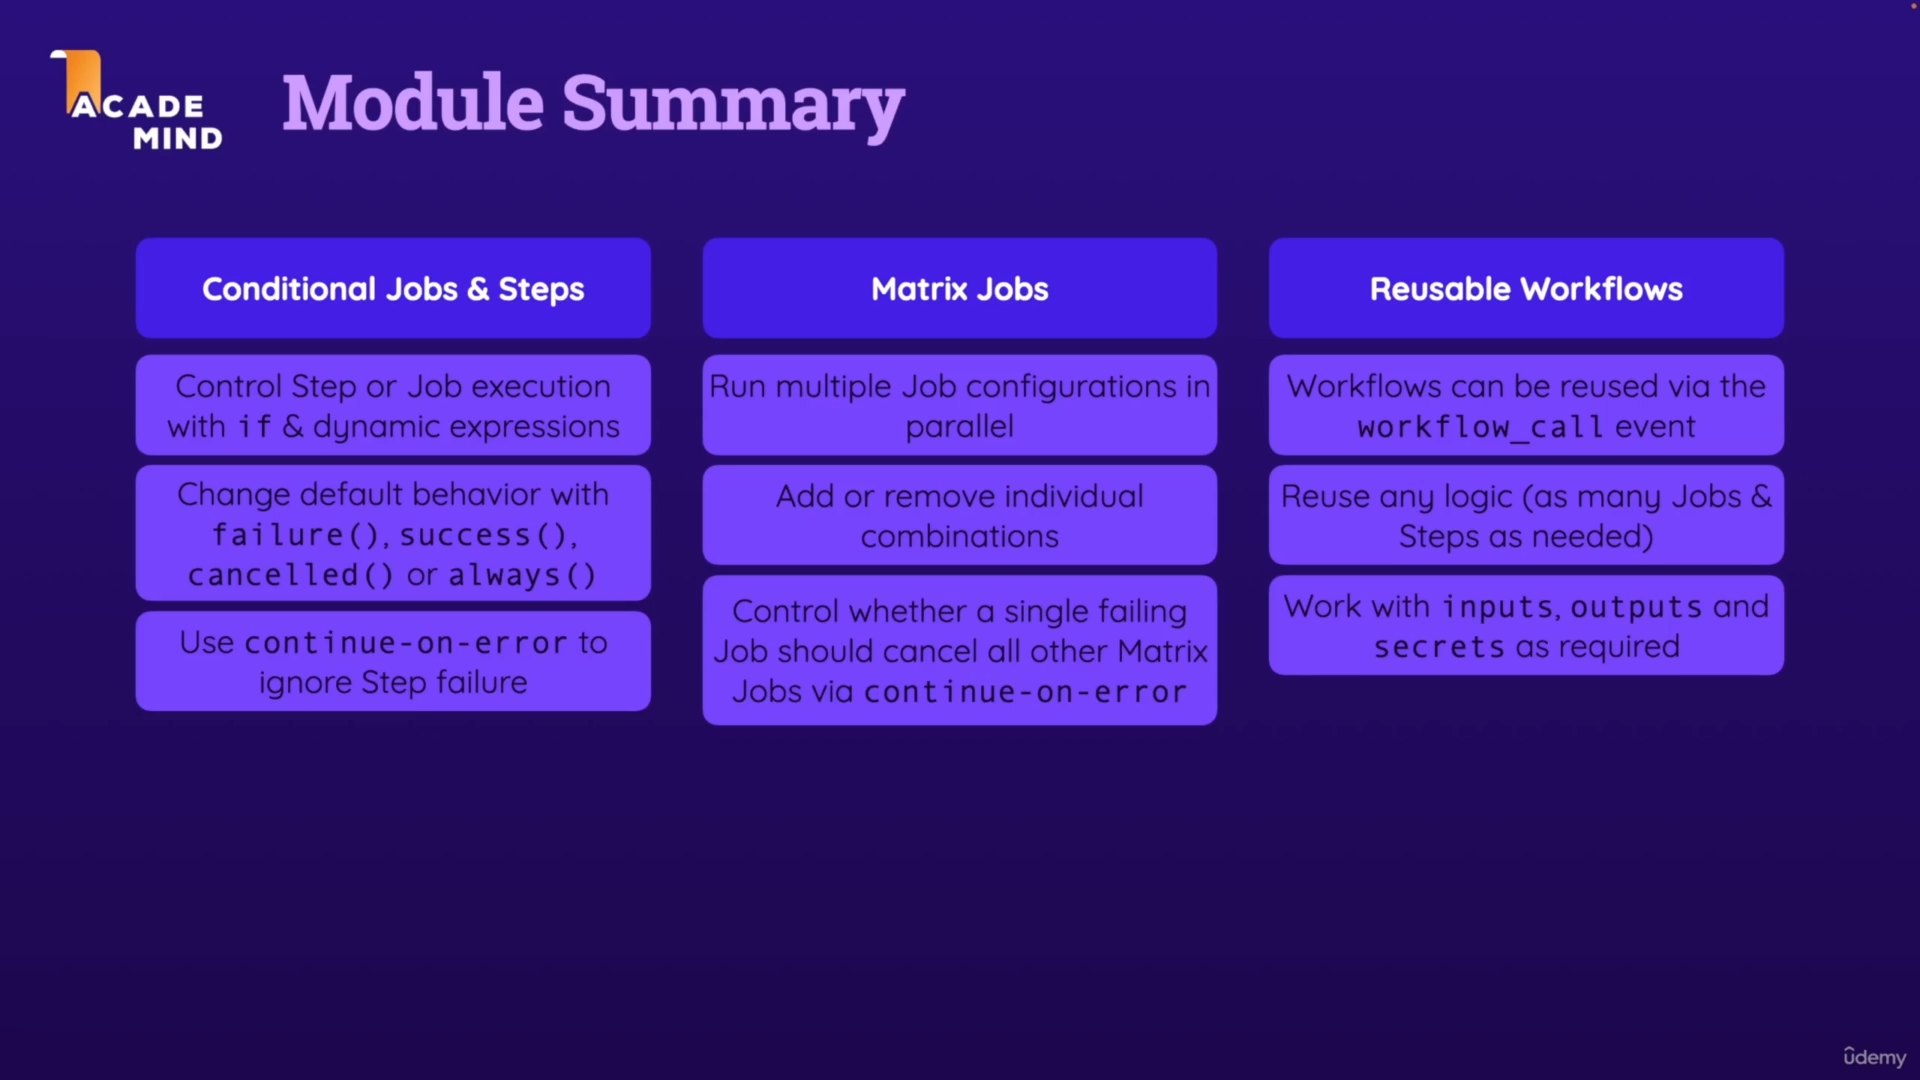 ACADE
MIND
Module Summary
Conditional Jobs & Steps
Control Step or Job execution
with if & dynamic expressions
Change default behavior with
failure(), success(),
cancelled() or always()
Use continue-on-error to
ignore Step failure
Matrix Jobs
Run multiple Job configurations in
parallel
Add or remove individual
combinations
Control whether a single failing
Job should cancel all other Matrix
Jobs via continue-on-error
Reusable Workflows
Workflows can be reused via the
workflow_call event
Reuse any logic (as many Jobs &
Steps as needed)
Work with inputs, outputs and
secrets as required
ûdemy